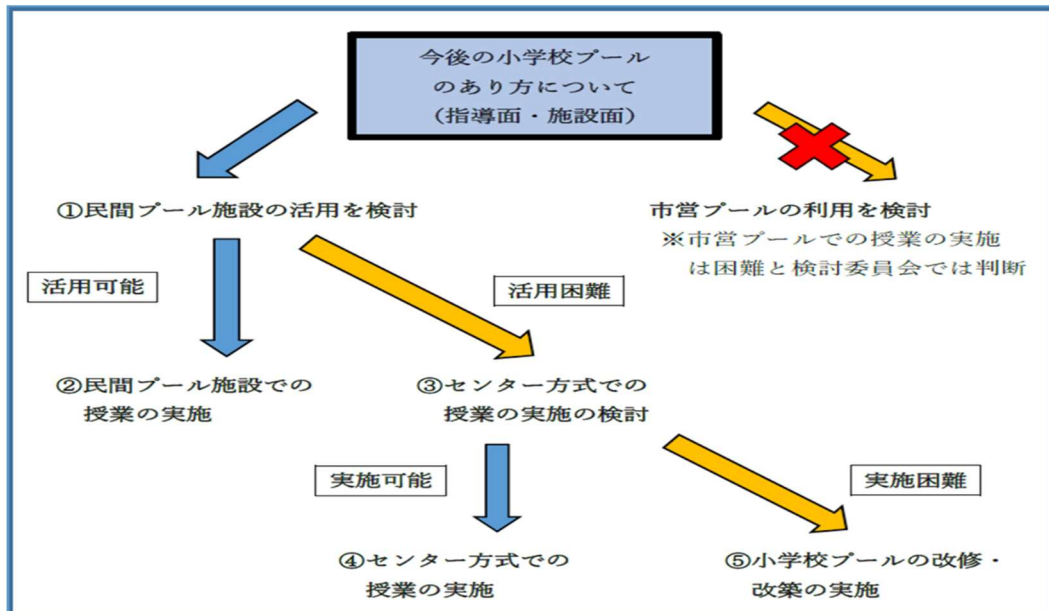 今後の小学校プール
のあり方について
（指導面・施設面）
①民間プール施設の活用を検討
市営プールの利用を検討
※市営プールでの授業の実施
は困難と検討委員会では判断
活用可能
活用困難
②民間プール施設での
授業の実施
③センター方式での
授業の実施の検討
実施可能
実施困難
④センター方式での
授業の実施
⑤小学校プールの改修・
改築の実施